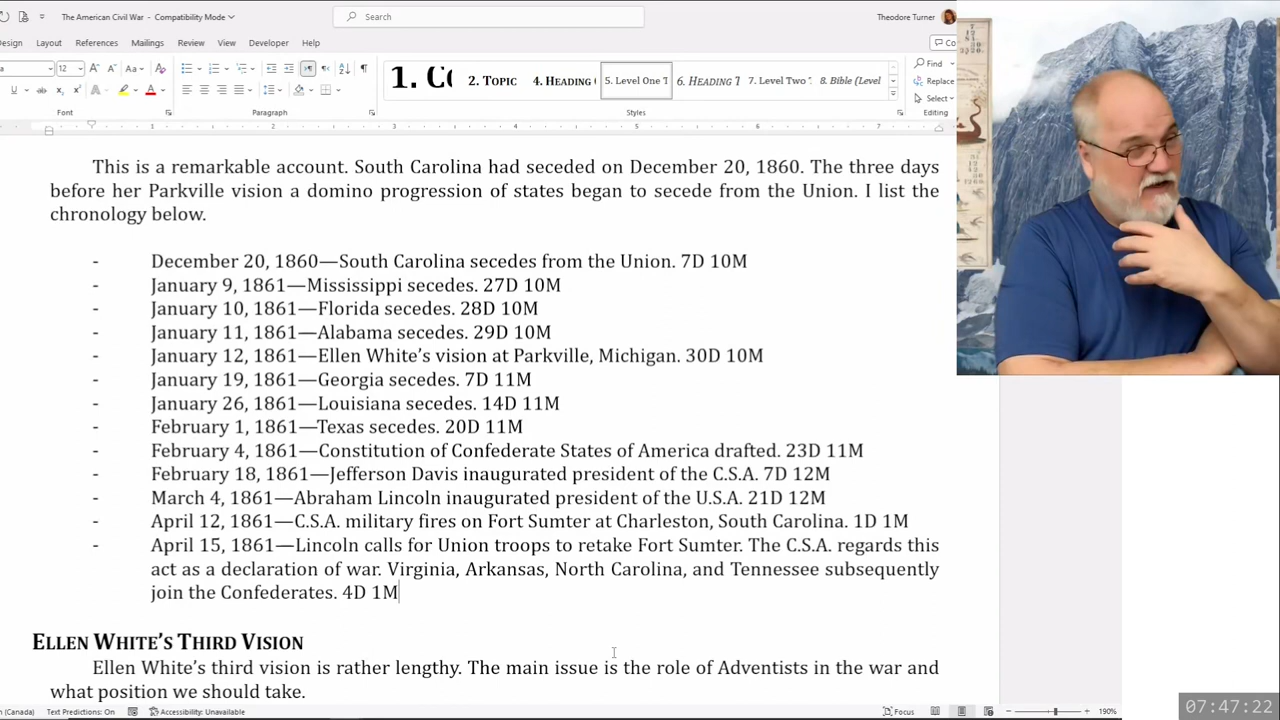 The American Civil War - Compatibility Mode
Search
Theodore Turner
Design Layout References Mailings Review View Developer Help
12
Aa
1. 2. TOPIC 4. HEADING 5. Level One T 6. HEADING T 7. Level Two 8. Bible (Level
Find
Replace
Select
Font Paragraph Styles Editing
1 2 3 4 5 6 7
This is a remarkable account. South Carolina had seceded on December 20, 1860. The three days
before her Parkville vision a domino progression of states began to secede from the Union. I list the
chronology below.
- December 20, 1860—South Carolina secedes from the Union. 7D 10M
- January 9, 1861—Mississippi secedes. 27D 10M
- January 10, 1861—Florida secedes. 28D 10M
- January 11, 1861—Alabama secedes. 29D 10M
- January 12, 1861—Ellen White’s vision at Parkville, Michigan. 30D 10M
- January 19, 1861—Georgia secedes. 7D 11M
- January 26, 1861—Louisiana secedes. 14D 11M
- February 1, 1861—Texas secedes. 20D 11M
- February 4, 1861—Constitution of Confederate States of America drafted. 23D 11M
- February 18, 1861—Jefferson Davis inaugurated president of the C.S.A. 7D 12M
- March 4, 1861—Abraham Lincoln inaugurated president of the U.S.A. 21D 12M
- April 12, 1861—C.S.A. military fires on Fort Sumter at Charleston, South Carolina. 1D 1M
- April 15, 1861—Lincoln calls for Union troops to retake Fort Sumter. The C.S.A. regards this
act as a declaration of war. Virginia, Arkansas, North Carolina, and Tennessee subsequently
join the Confederates. 4D 1M
ELLEN WHITE’S THIRD VISION
Ellen White’s third vision is rather lengthy. The main issue is the role of Adventists in the war and
what position we should take.
(Canada) Text Predictions: On Accessibility: Unavailable Focus 190%
07:47:22